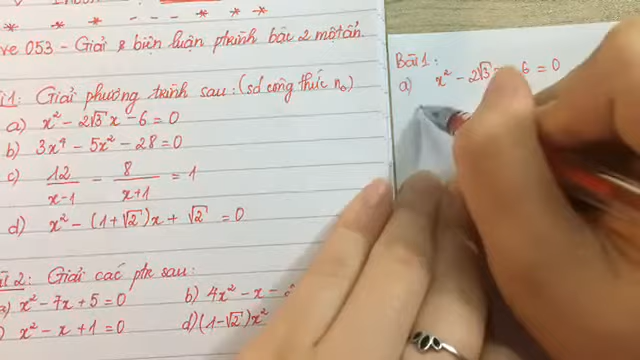 ve 053 - Giải & biện luận phương trình bậc 2 một ẩn.
Giải phương trình sau: (sd công thức n0)
a) x² - 2√3 x - 6 = 0
b) 3x⁴ - 5x² - 28 = 0
c) 12/(x-1) - 8/(x+1) = 1
d) x² - (1+√2)x + √2 = 0
2: Giải các ptr sau:
a) x² - 7x + 5 = 0 b) 4x² - x -
x² - x + 1 = 0 d) (1-√2)x²
Bài 1:
a) x² - 2√3 6 = 0